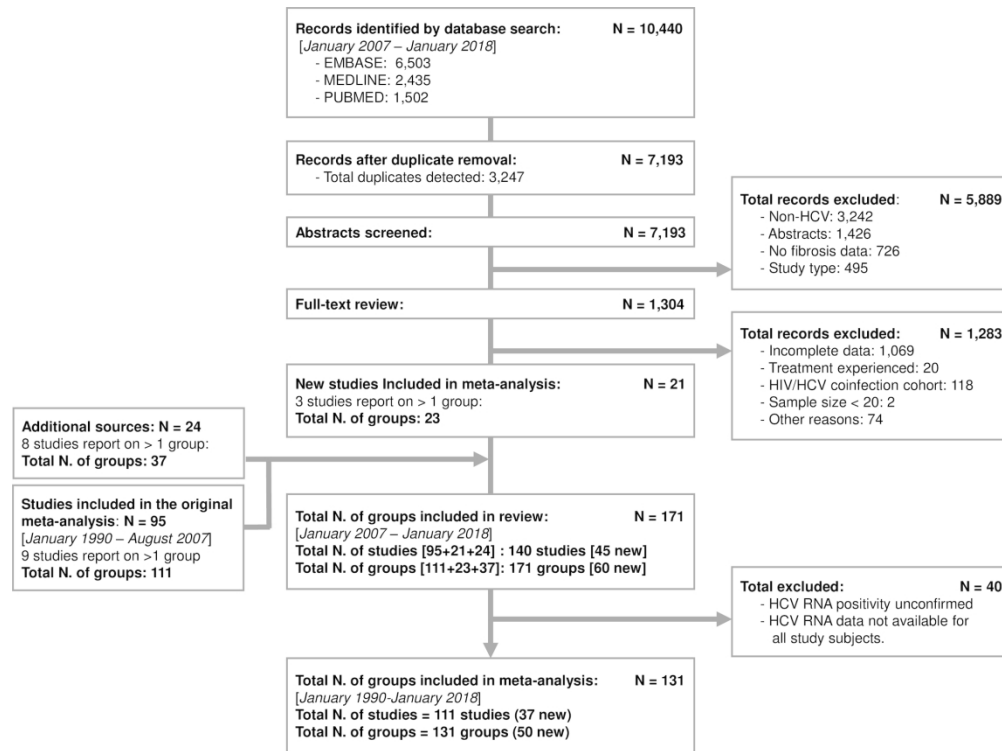 Records identified by database search: N = 10,440
[January 2007 – January 2018]
- EMBASE: 6,503
- MEDLINE: 2,435
- PUBMED: 1,502
Records after duplicate removal: N = 7,193
- Total duplicates detected: 3,247
Abstracts screened: N = 7,193
Total records excluded: N = 5,889
- Non-HCV: 3,242
- Abstracts: 1,426
- No fibrosis data: 726
- Study type: 495
Full-text review: N = 1,304
Total records excluded: N = 1,283
- Incomplete data: 1,069
- Treatment experienced: 20
- HIV/HCV coinfection cohort: 118
- Sample size < 20: 2
- Other reasons: 74
New studies Included in meta-analysis: N = 21
3 studies report on > 1 group:
Total N. of groups: 23
Additional sources: N = 24
8 studies report on > 1 group:
Total N. of groups: 37
Studies included in the original
meta-analysis: N = 95
[January 1990 – August 2007]
9 studies report on >1 group
Total N. of groups: 111
Total N. of groups included in review: N = 171
[January 2007 – January 2018]
Total N. of studies [95+21+24] : 140 studies [45 new]
Total N. of groups [111+23+37]: 171 groups [60 new]
Total excluded: N = 40
- HCV RNA positivity unconfirmed
- HCV RNA data not available for
all study subjects.
Total N. of groups included in meta-analysis: N = 131
[January 1990-January 2018]
Total N. of studies = 111 studies (37 new)
Total N. of groups = 131 groups (50 new)